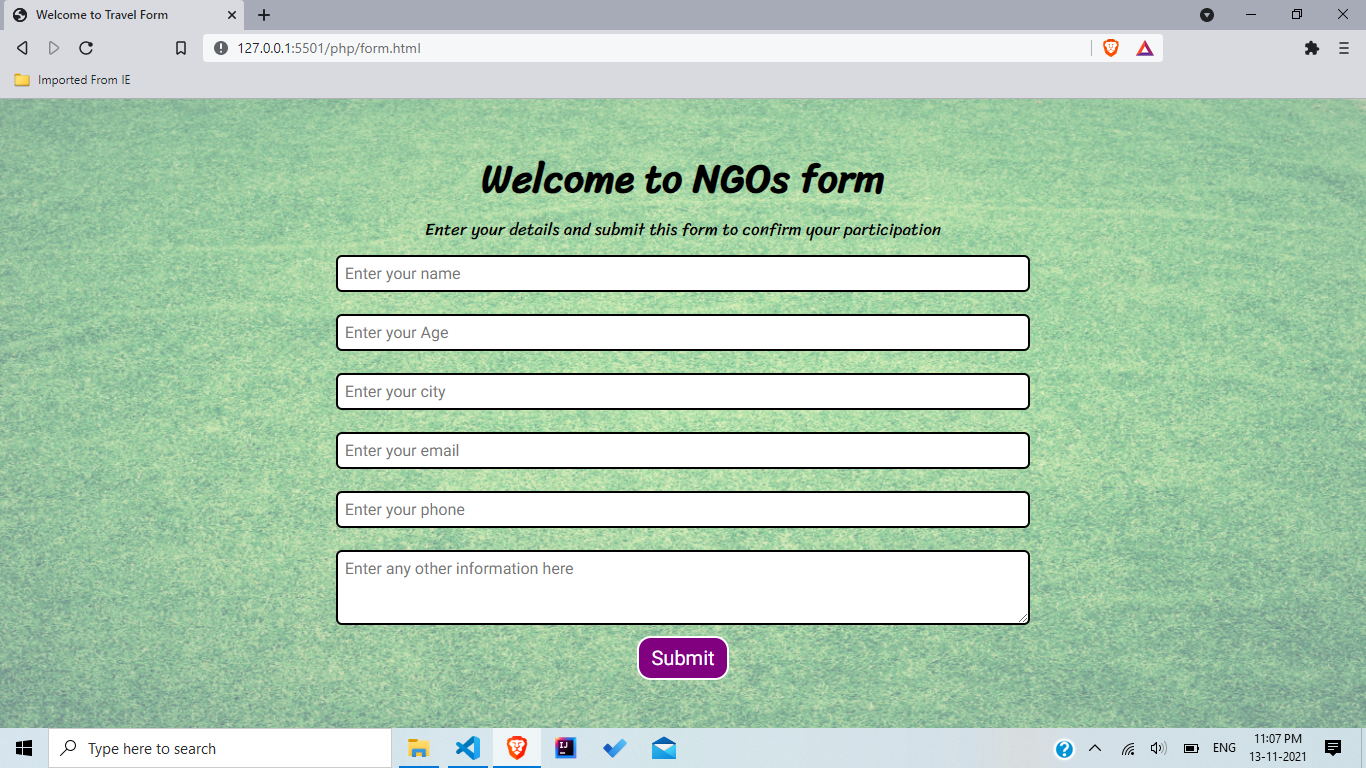 Welcome to Travel Form
127.0.0.1:5501/php/form.html
Imported From IE
Welcome to NGOs form
Enter your details and submit this form to confirm your participation
Enter your name
Enter your Age
Enter your city
Enter your email
Enter your phone
Enter any other information here
Submit
Type here to search
IJ
ENG
11:07 PM
13-11-2021